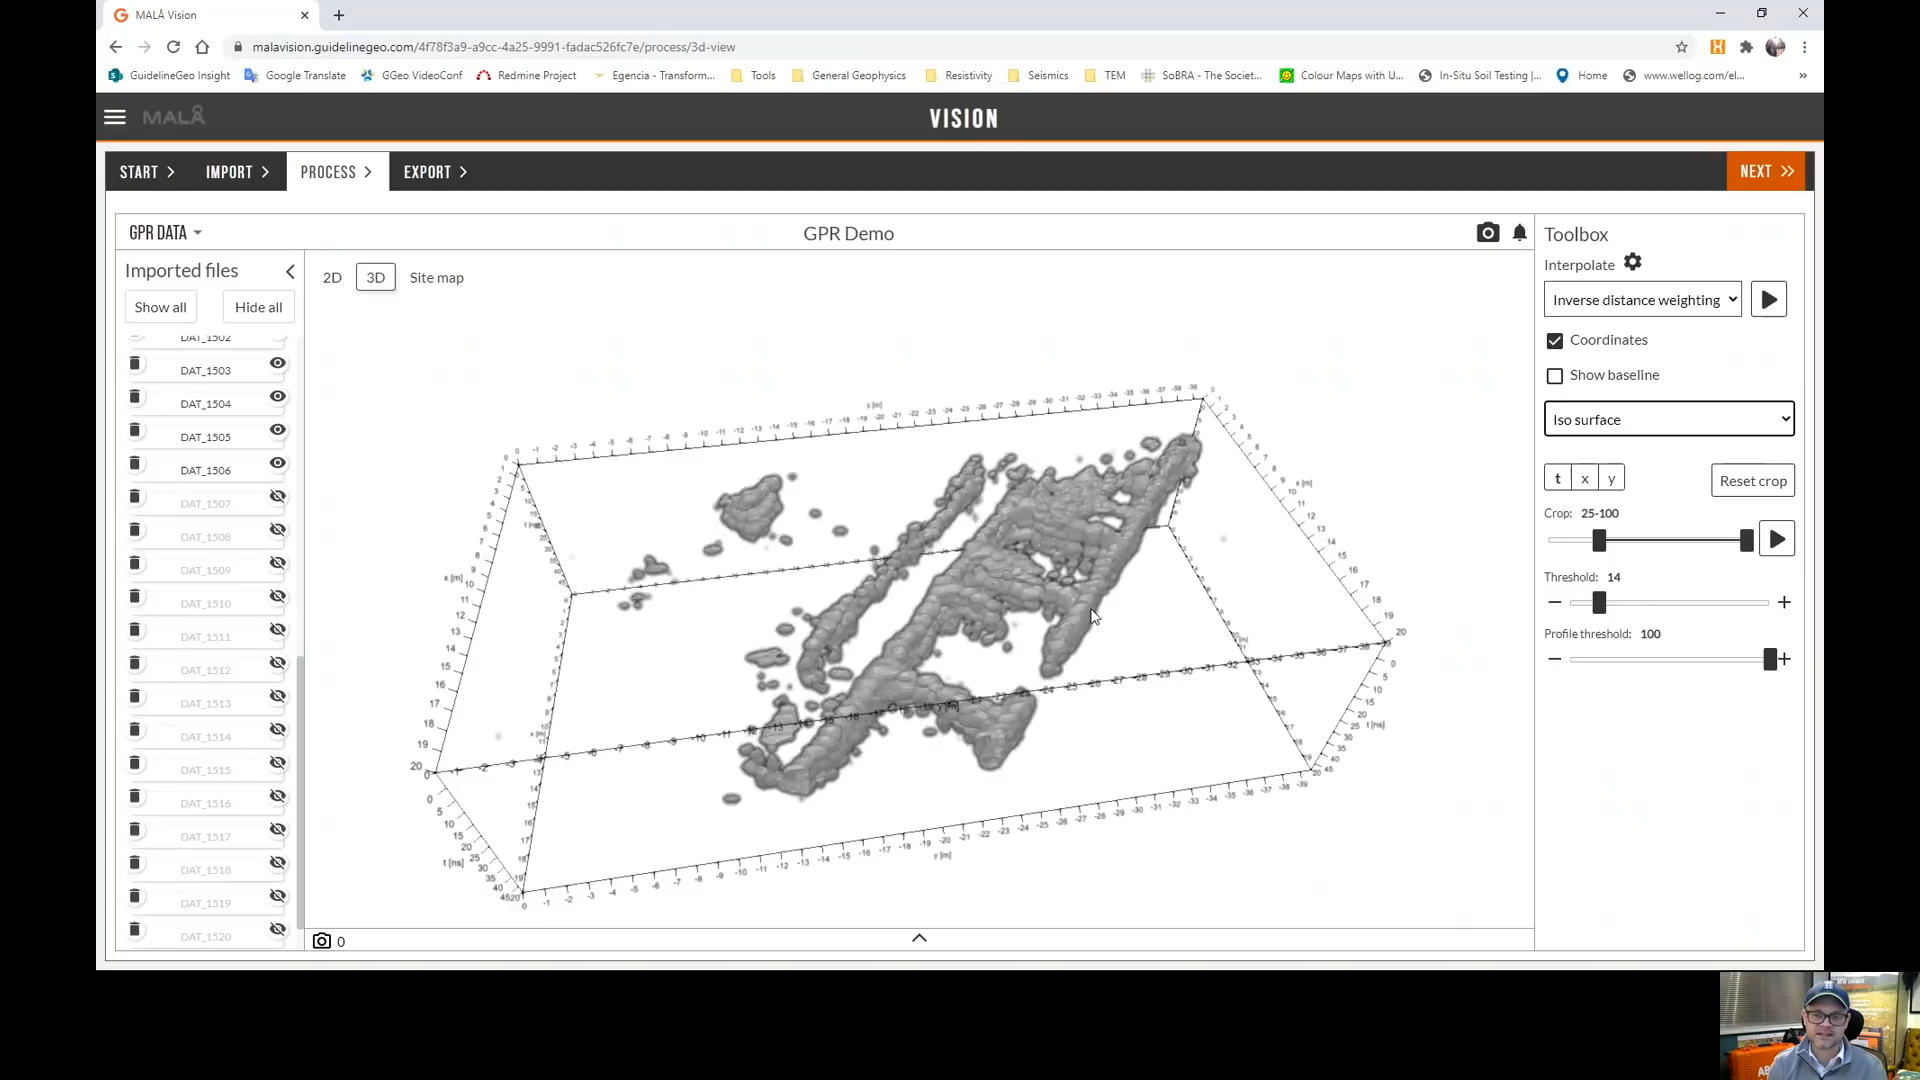 MALÅ Vision
malavision.guidelinegeo.com/4f78f3a9-a9cc-4a25-9991-fadac526fc7e/process/3d-view
GuidelineGeo Insight Google Translate GGeo VideoConf Redmine Project Egencia - Transform... Tools General Geophysics Resistivity Seismics TEM SoBRA - The Societ... Colour Maps with U... In-Situ Soil Testing |... Home www.wellog.com/el... »
MALÅ VISION
START IMPORT PROCESS EXPORT NEXT
GPR DATA GPR Demo
Imported files
Show all Hide all
2D 3D Site map
DAT_1502
DAT_1503
DAT_1504
DAT_1505
DAT_1506
DAT_1507
DAT_1508
DAT_1509
DAT_1510
DAT_1511
DAT_1512
DAT_1513
DAT_1514
DAT_1515
DAT_1516
DAT_1517
DAT_1518
DAT_1519
DAT_1520
y [m]
x [m]
t [ns]
0
Toolbox
Interpolate
Inverse distance weighting
Coordinates
Show baseline
Iso surface
t x y Reset crop
Crop: 25-100
Threshold: 14
Profile threshold: 100